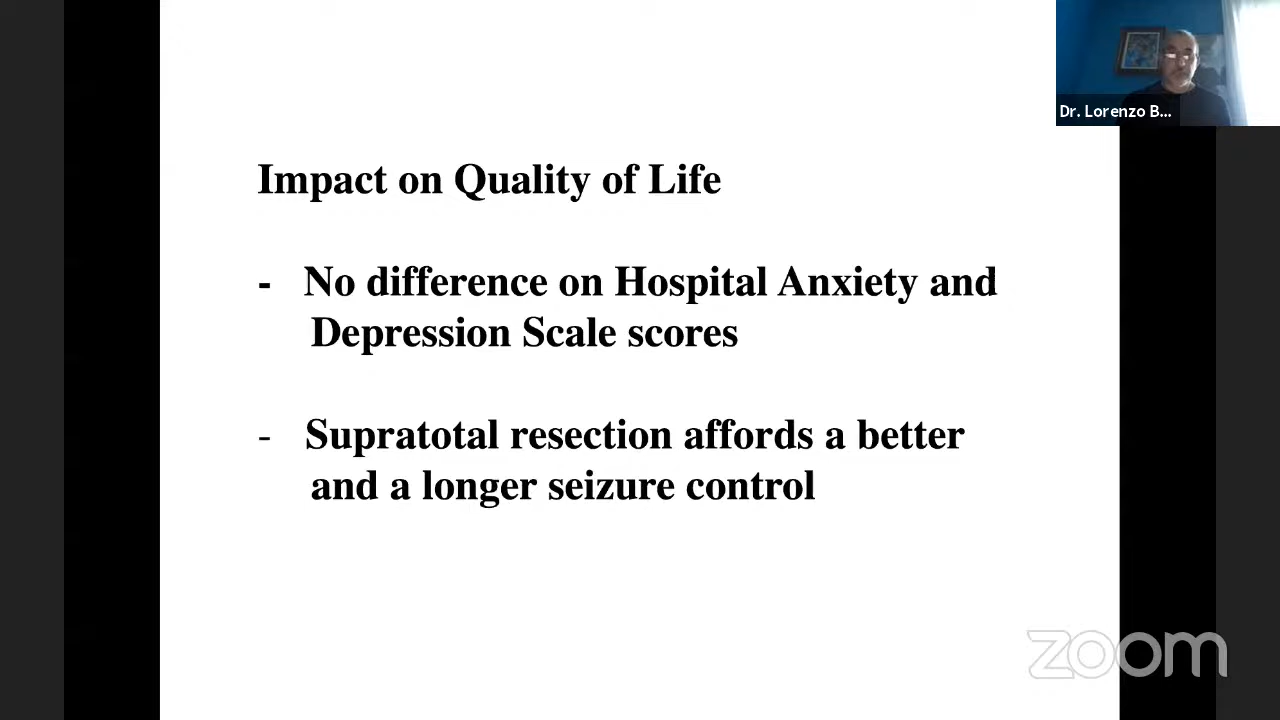 Dr. Lorenzo B...
Impact on Quality of Life
- No difference on Hospital Anxiety and
Depression Scale scores
- Supratotal resection affords a better
and a longer seizure control
zoom